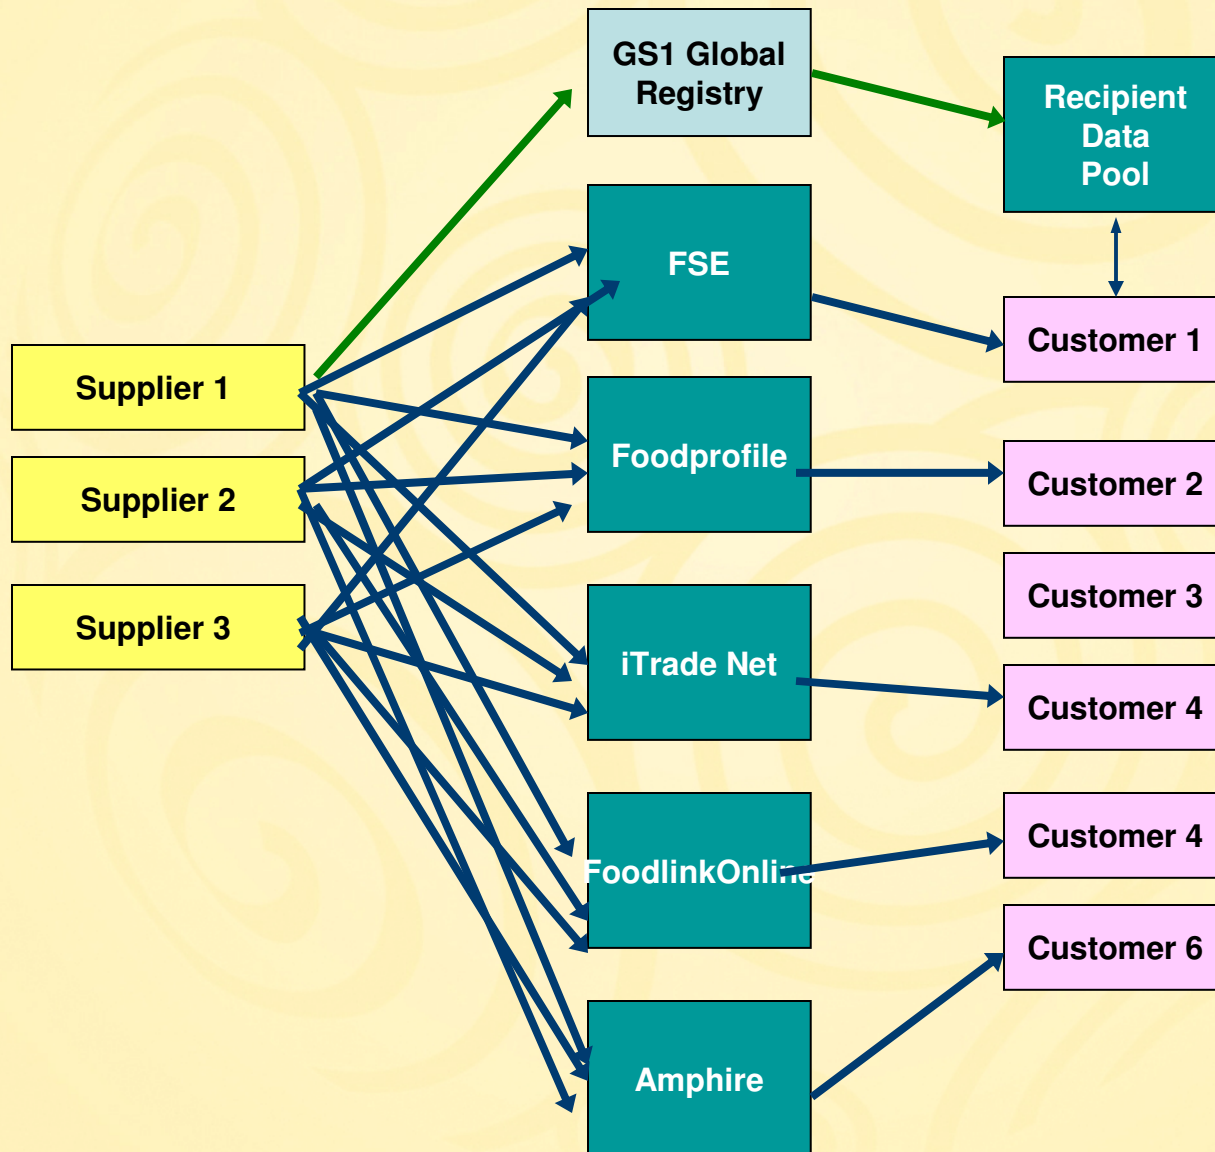 GS1 Global
Registry
Recipient
Data
Pool
FSE
Customer 1
Supplier 1
Foodprofile
Customer 2
Supplier 2
Customer 3
Supplier 3
iTrade Net
Customer 4
Customer 4
FoodlinkOnline
Customer 6
Amphire